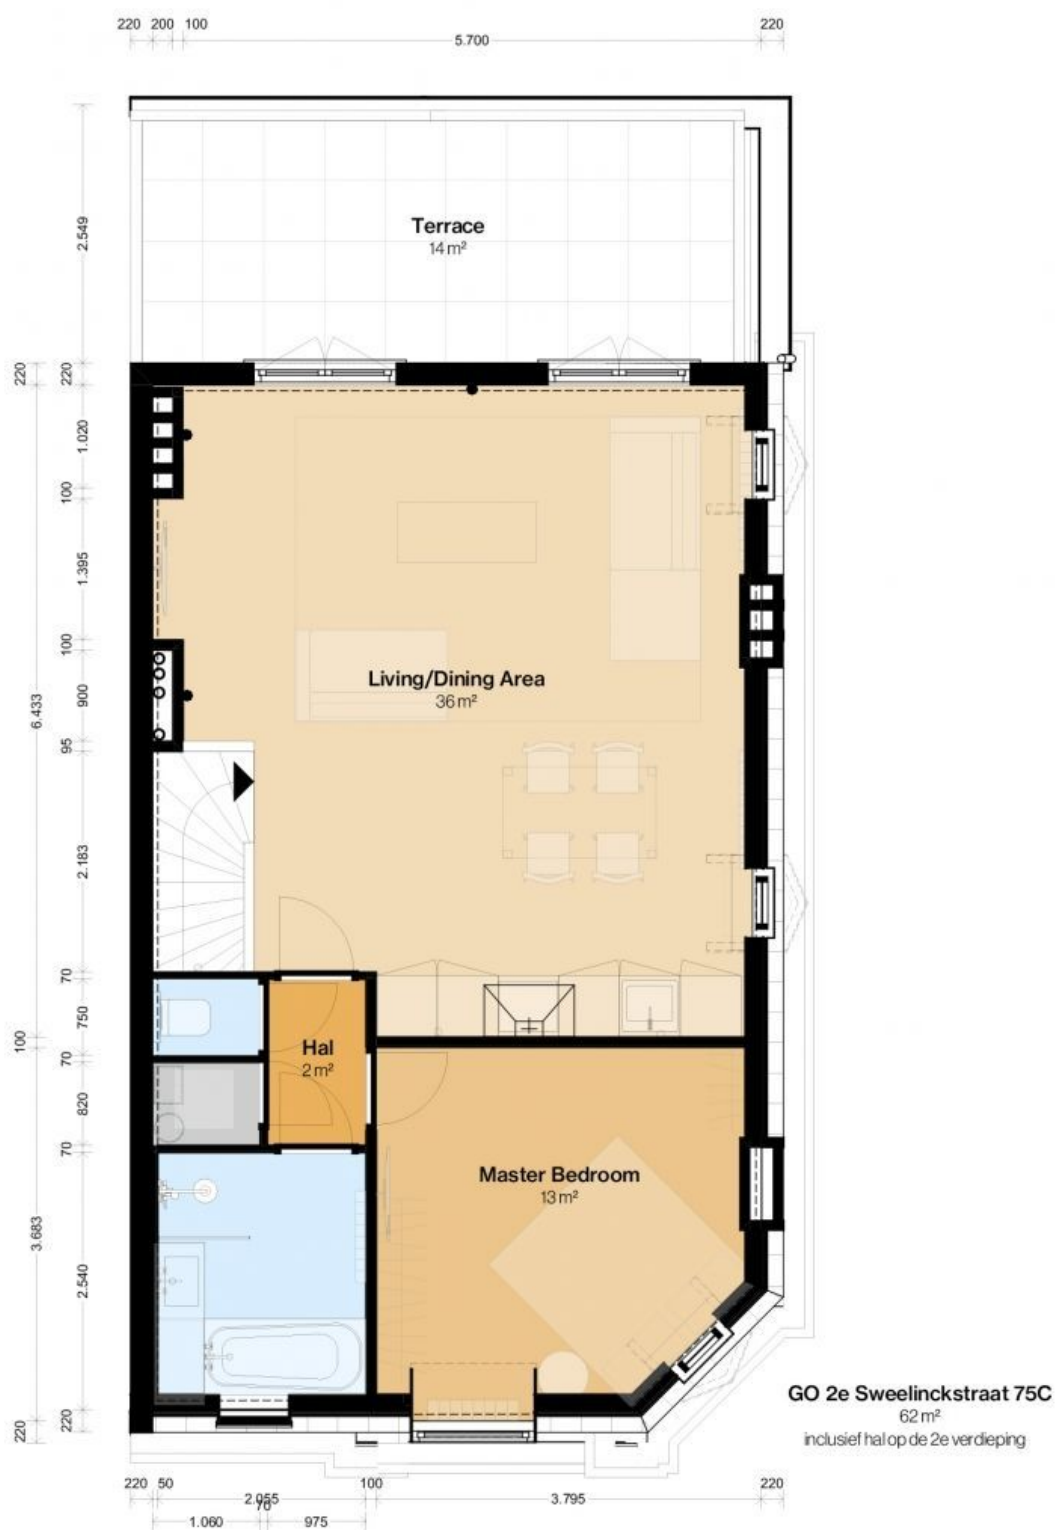 220 200 100 5.700 220
Terrace
14 m²
2.549
220
220
1.020
100
1.395
100
900
95
2.183
6.433
Living/Dining Area
36 m²
70
750
100
70
820
70
Hal
2 m²
Master Bedroom
13 m²
3.683
2.540
220
220
GO 2e Sweelinckstraat 75C
62 m²
inclusief hal op de 2e verdieping
220 50 2.055 100 3.795 220
70
1.060 975